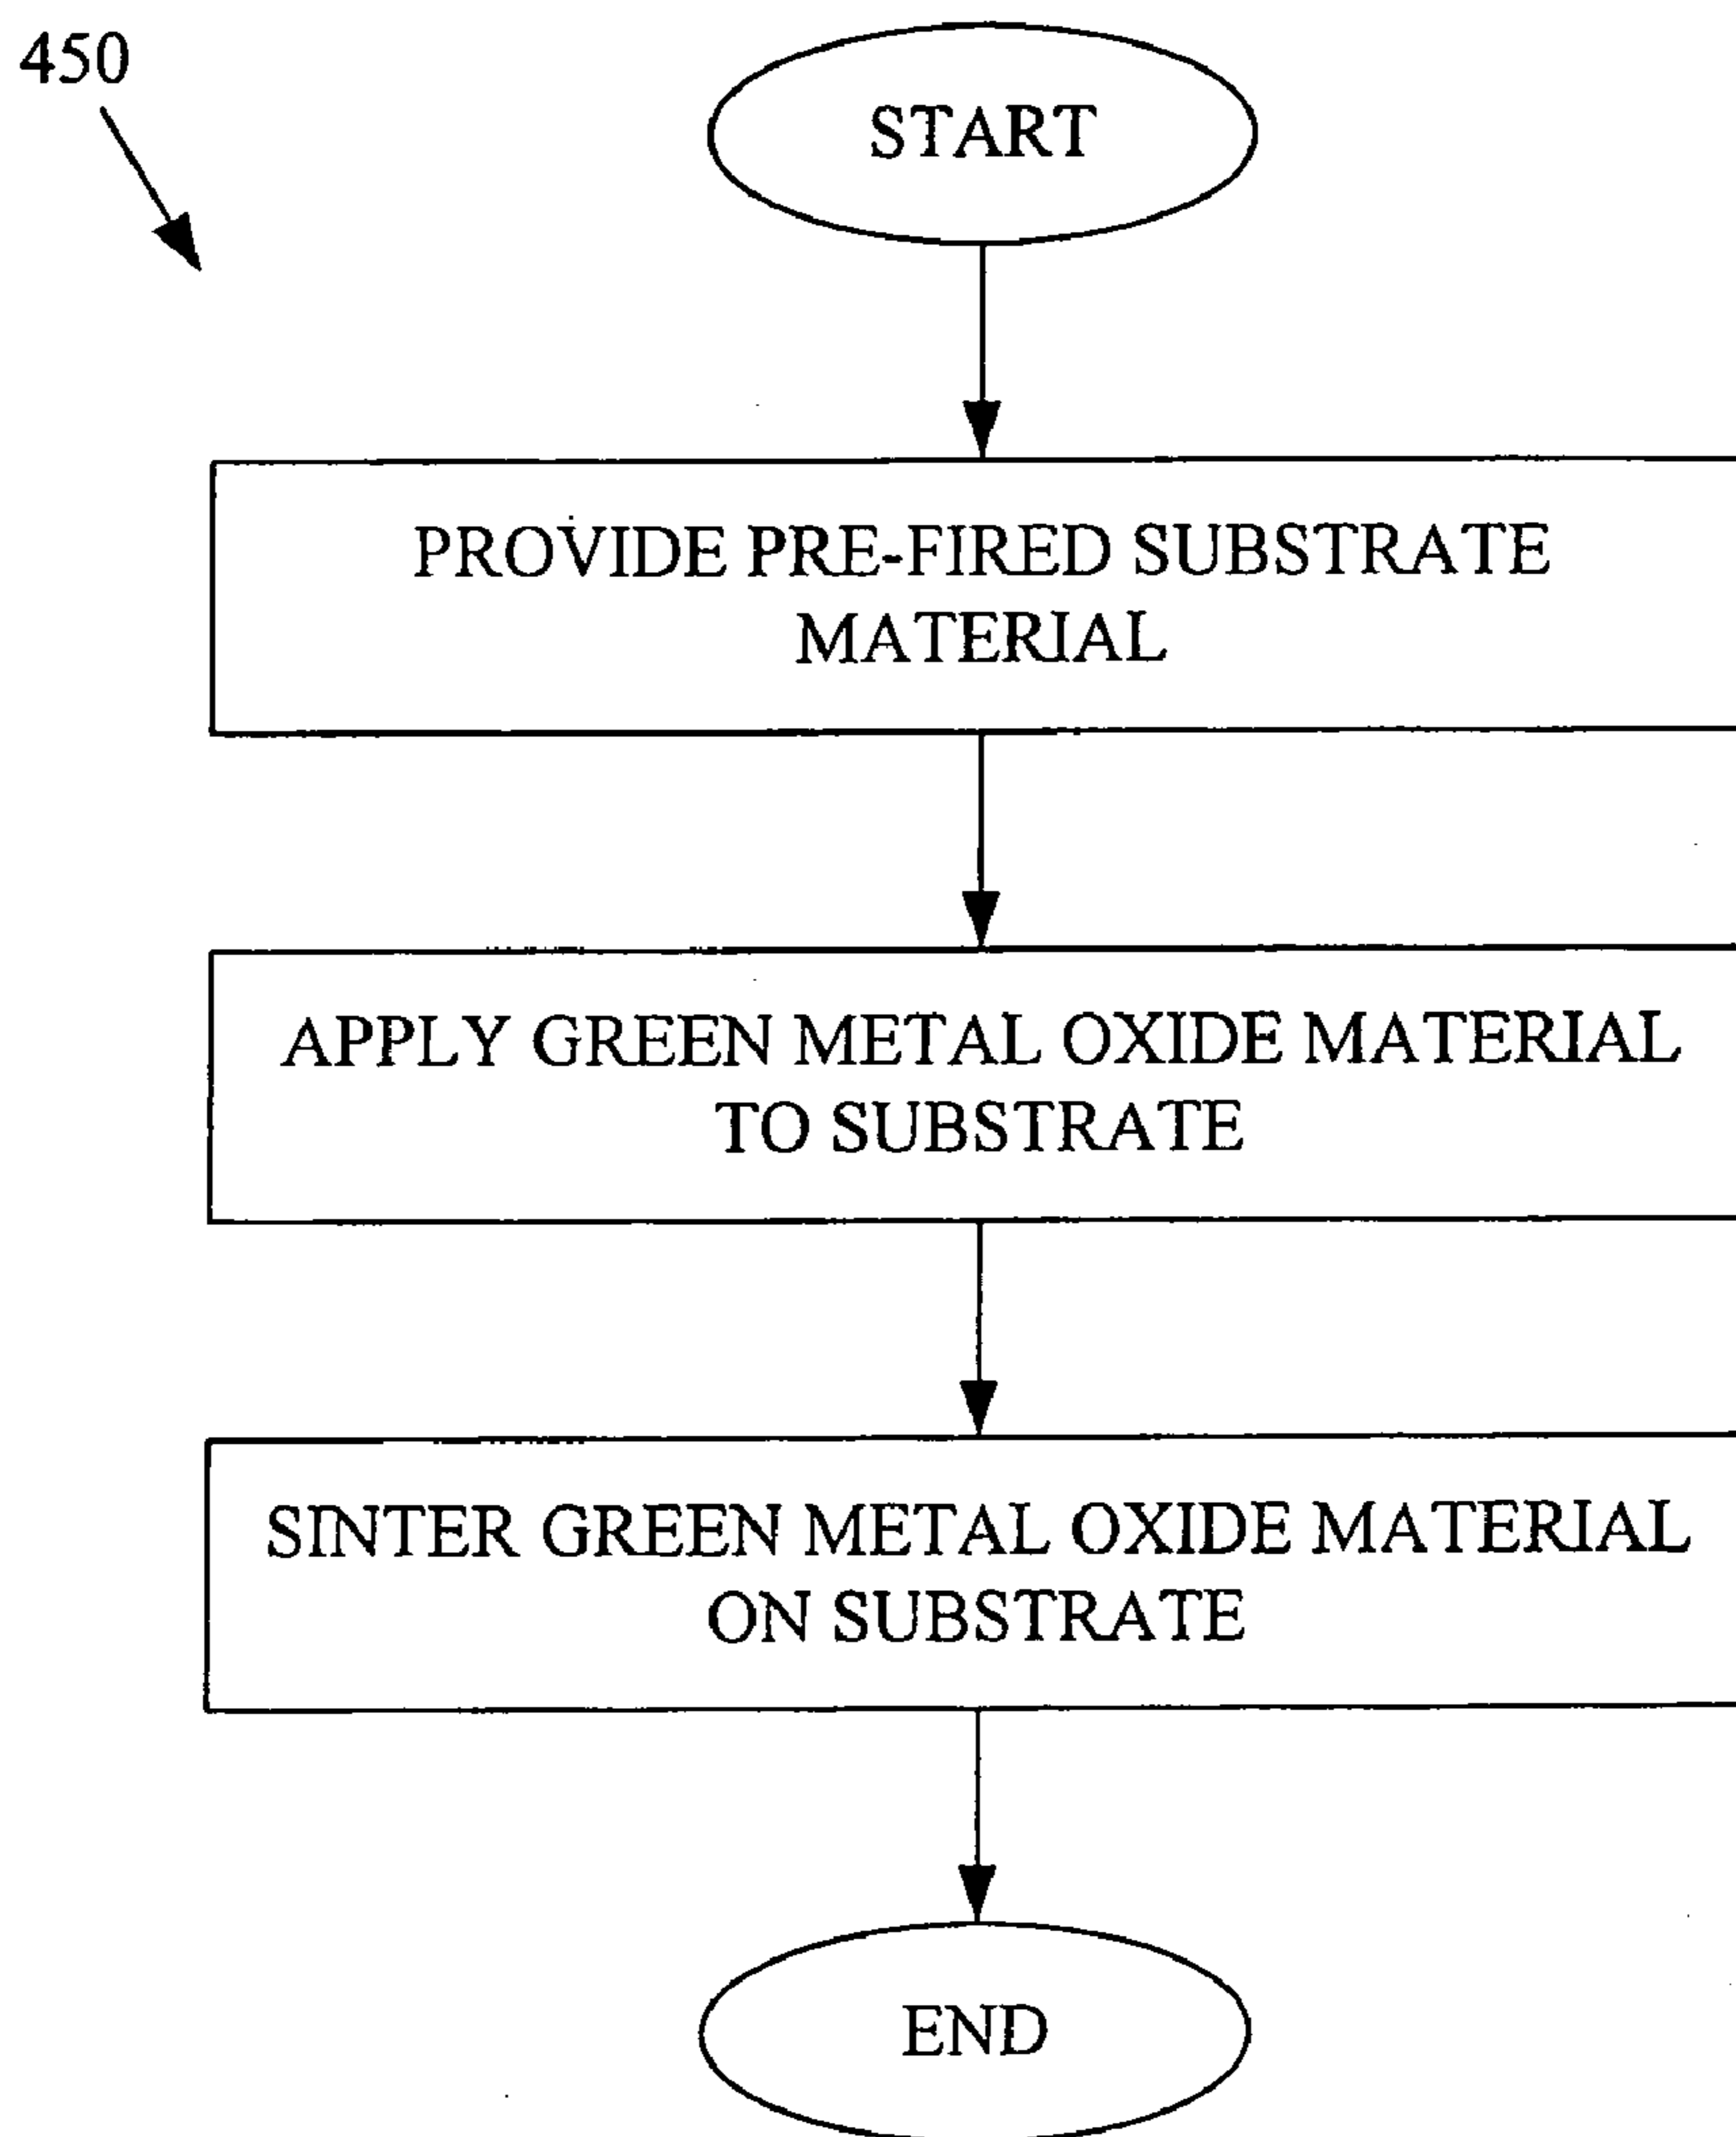 450
START
PROVIDE PRE-FIRED SUBSTRATE
MATERIAL
APPLY GREEN METAL OXIDE MATERIAL
TO SUBSTRATE
SINTER GREEN METAL OXIDE MATERIAL
ON SUBSTRATE
END